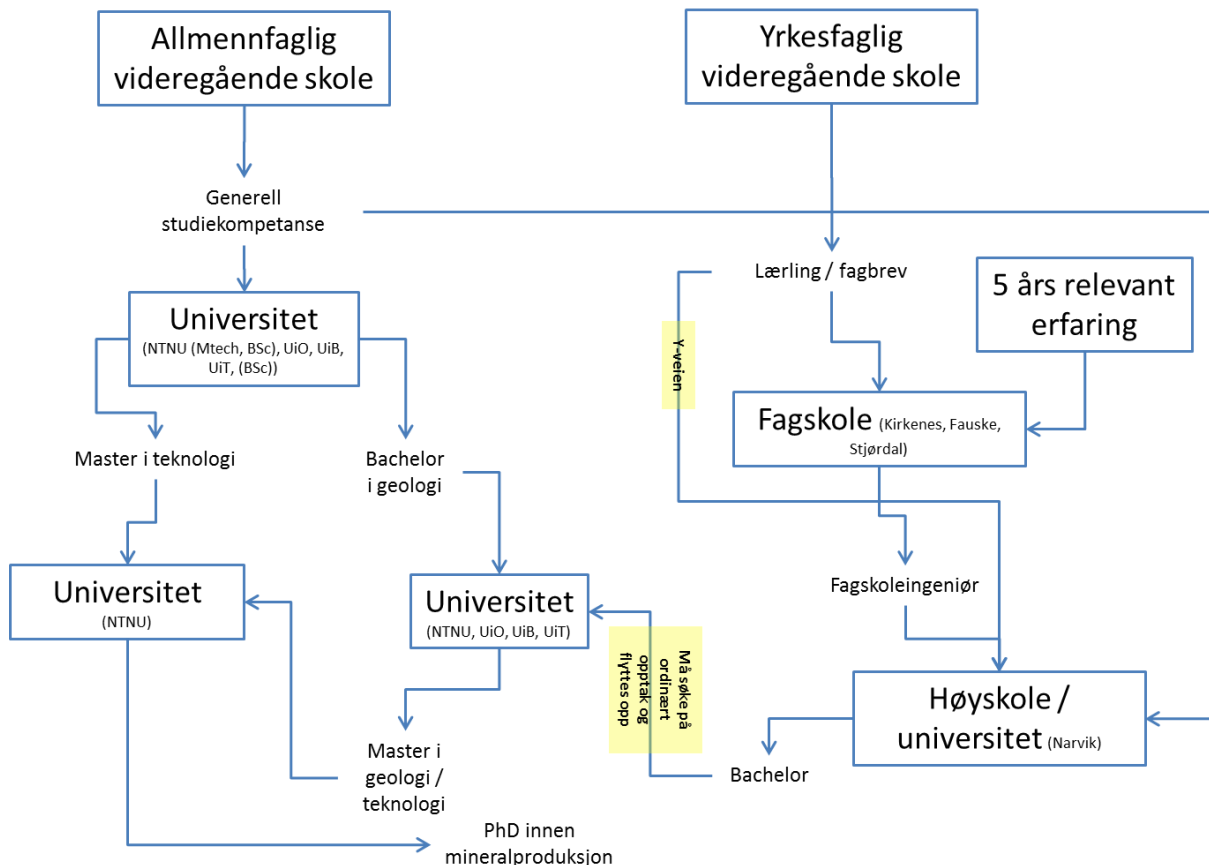 Allmennfaglig
videregående skole
Yrkesfaglig
videregående skole
Generell
studiekompetanse
Lærling / fagbrev
5 års relevant
erfaring
Universitet
(NTNU (Mtech, BSc), UiO, UiB,
UiT, (BSc))
Y-veien
Fagskole (Kirkenes, Fauske,
Stjørdal)
Master i teknologi
Bachelor
i geologi
Universitet
(NTNU)
Universitet
(NTNU, UiO, UiB, UiT)
Fagskoleingeniør
Må søke på
ordinært
opptak og
flyttes opp
Høyskole /
universitet (Narvik)
Master i
geologi /
teknologi
Bachelor
PhD innen
mineralproduksjon